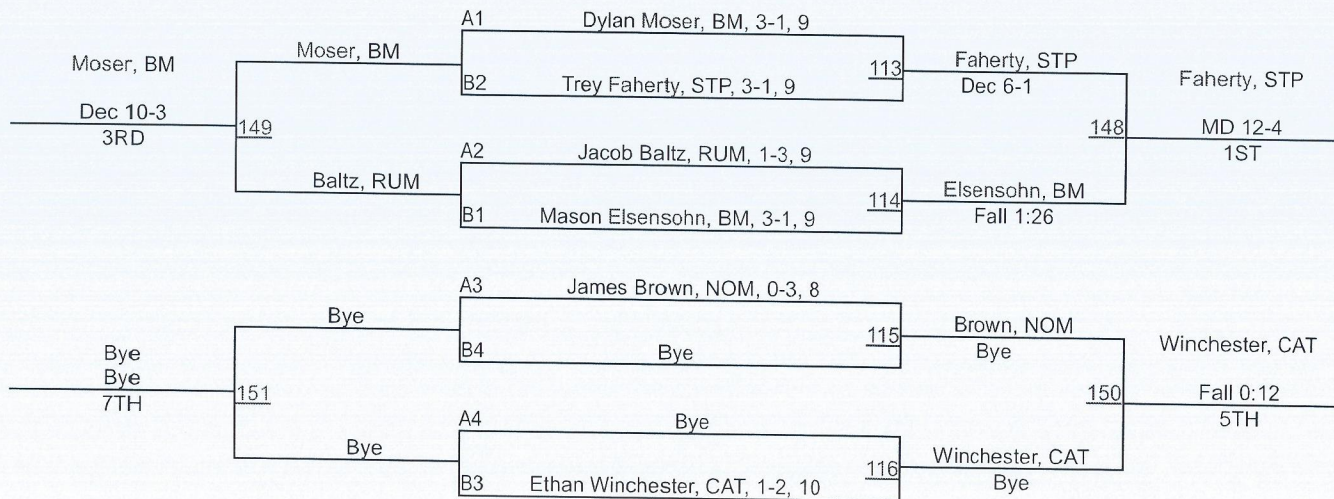 A1
Dylan Moser, BM, 3-1, 9
Moser, BM
Moser, BM
113
Faherty, STP
Faherty, STP
B2
Trey Faherty, STP, 3-1, 9
Dec 6-1
Dec 10-3
3RD
149
148
MD 12-4
1ST
A2
Jacob Baltz, RUM, 1-3, 9
Baltz, RUM
114
Elsensohn, BM
B1
Mason Elsensohn, BM, 3-1, 9
Fall 1:26
A3
James Brown, NOM, 0-3, 8
Bye
115
Brown, NOM
B4
Bye
Bye
Winchester, CAT
Bye
Bye
7TH
151
150
Fall 0:12
5TH
A4
Bye
Bye
116
Winchester, CAT
B3
Ethan Winchester, CAT, 1-2, 10
Bye